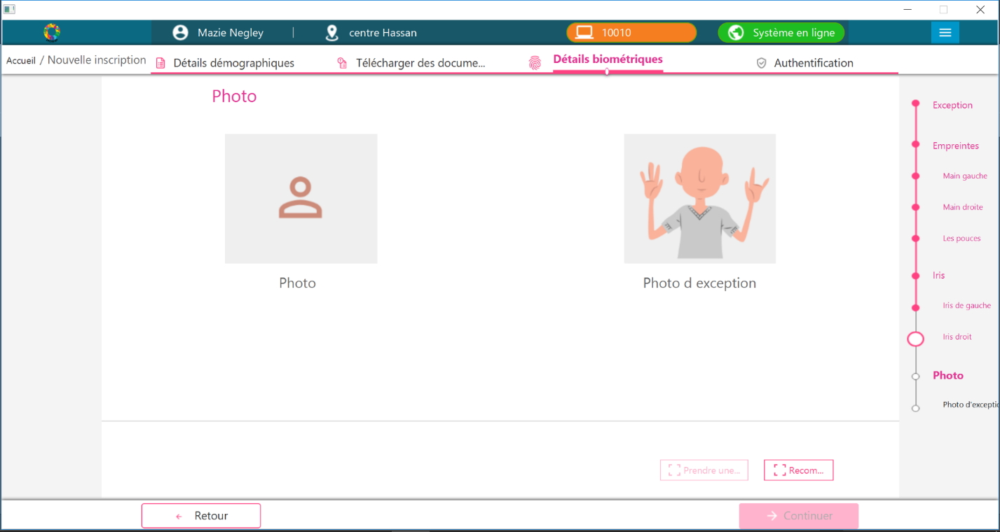 Mazie Negley | centre Hassan 10010 Système en ligne
Accueil / Nouvelle inscription Détails démographiques Télécharger des docume... Détails biométriques Authentification
Photo
Photo
Photo d exception
Exception
Empreintes
Main gauche
Main droite
Les pouces
Iris
Iris de gauche
Iris droit
Photo
Photo d'exceptio
Prendre une... Recom...
Retour Continuer